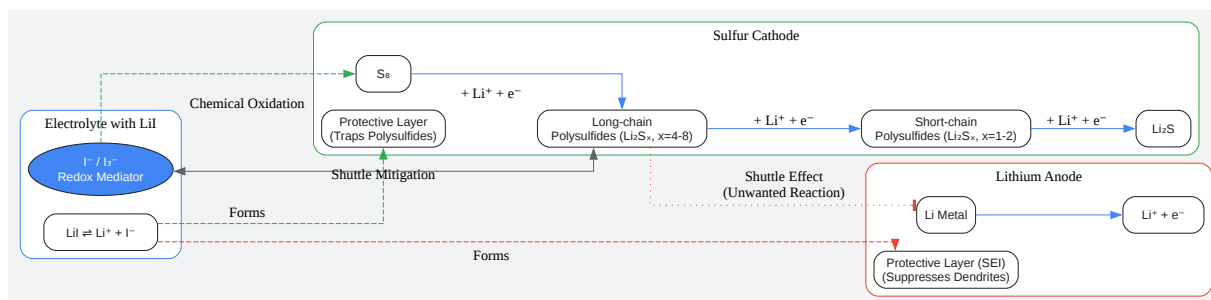 Sulfur Cathode
S₈
Chemical Oxidation
+ Li⁺ + e⁻
Electrolyte with LiI
Protective Layer
(Traps Polysulfides)
Long-chain
Polysulfides (Li₂Sₓ, x=4-8)
+ Li⁺ + e⁻
Short-chain
Polysulfides (Li₂Sₓ, x=1-2)
+ Li⁺ + e⁻
Li₂S
I⁻ / I₃⁻
Redox Mediator
Shuttle Mitigation
Shuttle Effect
(Unwanted Reaction)
Lithium Anode
Forms
Li Metal
Li⁺ + e⁻
LiI ⇌ Li⁺ + I⁻
Forms
Protective Layer (SEI)
(Suppresses Dendrites)